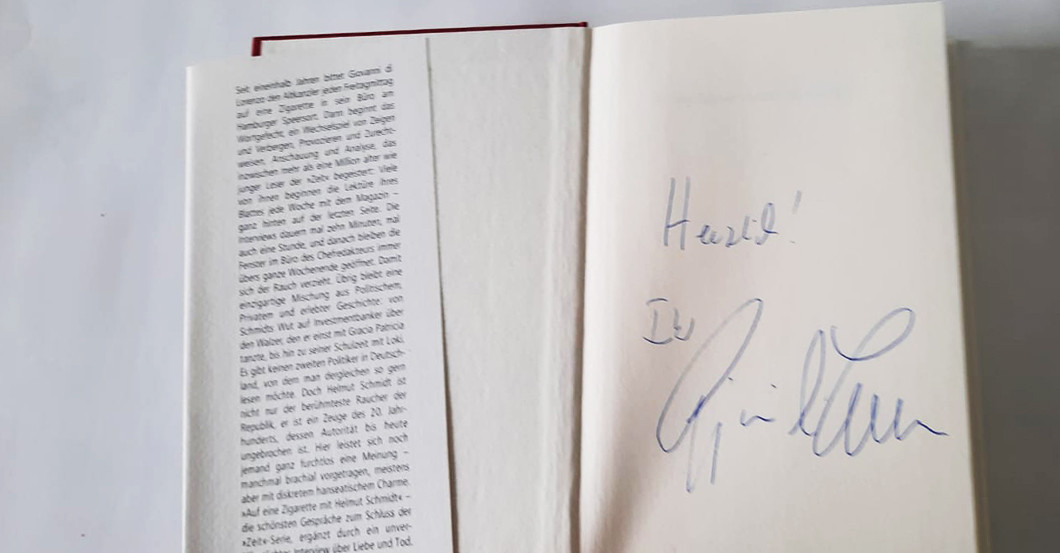 Seit eineinhalb Jahren bittet Giovanni di
Lorenzo den Altkanzler jeden Freitagmittag
auf eine Zigarette in sein Büro am
Hamburger Speersort. Dann beginnt das
Wortgefecht, ein Wechselspiel von Zeigen
und Verbergen, Provozieren und Zurecht-
weisen, Anschauung und Analyse, das
inzwischen mehr als eine Million alter wie
junger Leser der »Zeit« begeistert: Viele
von ihnen beginnen die Lektüre ihres
Blattes jede Woche mit dem Magazin –
ganz hinten auf der letzten Seite. Die
Interviews dauern mal zehn Minuten, mal
auch eine Stunde, und danach bleiben die
Fenster im Büro des Chefredakteurs immer
übers ganze Wochenende geöffnet. Damit
sich der Rauch verzieht. Übrig bleibt eine
einzigartige Mischung aus Politischem,
Privatem und erlebter Geschichte: von
Schmidts Wut auf Investmentbanker über
den Walzer, den er einst mit Gracia Patricia
tanzte, bis hin zu seiner Schulzeit mit Loki.
Es gibt keinen zweiten Politiker in Deutsch-
land, von dem man dergleichen so gern
lesen möchte. Doch Helmut Schmidt ist
nicht nur der berühmteste Raucher der
Republik, er ist ein Zeuge des 20. Jahr-
hunderts, dessen Autorität bis heute
ungebrochen ist. Hier leistet sich noch
jemand ganz furchtlos eine Meinung –
manchmal brachial vorgetragen, meistens
aber mit diskretem hanseatischem Charme.
»Auf eine Zigarette mit Helmut Schmidt« –
die schönsten Gespräche zum Schluss der
»Zeit«-Serie, ergänzt durch ein unver-
Interview über Liebe und Tod.
Herzlich!
Ihr